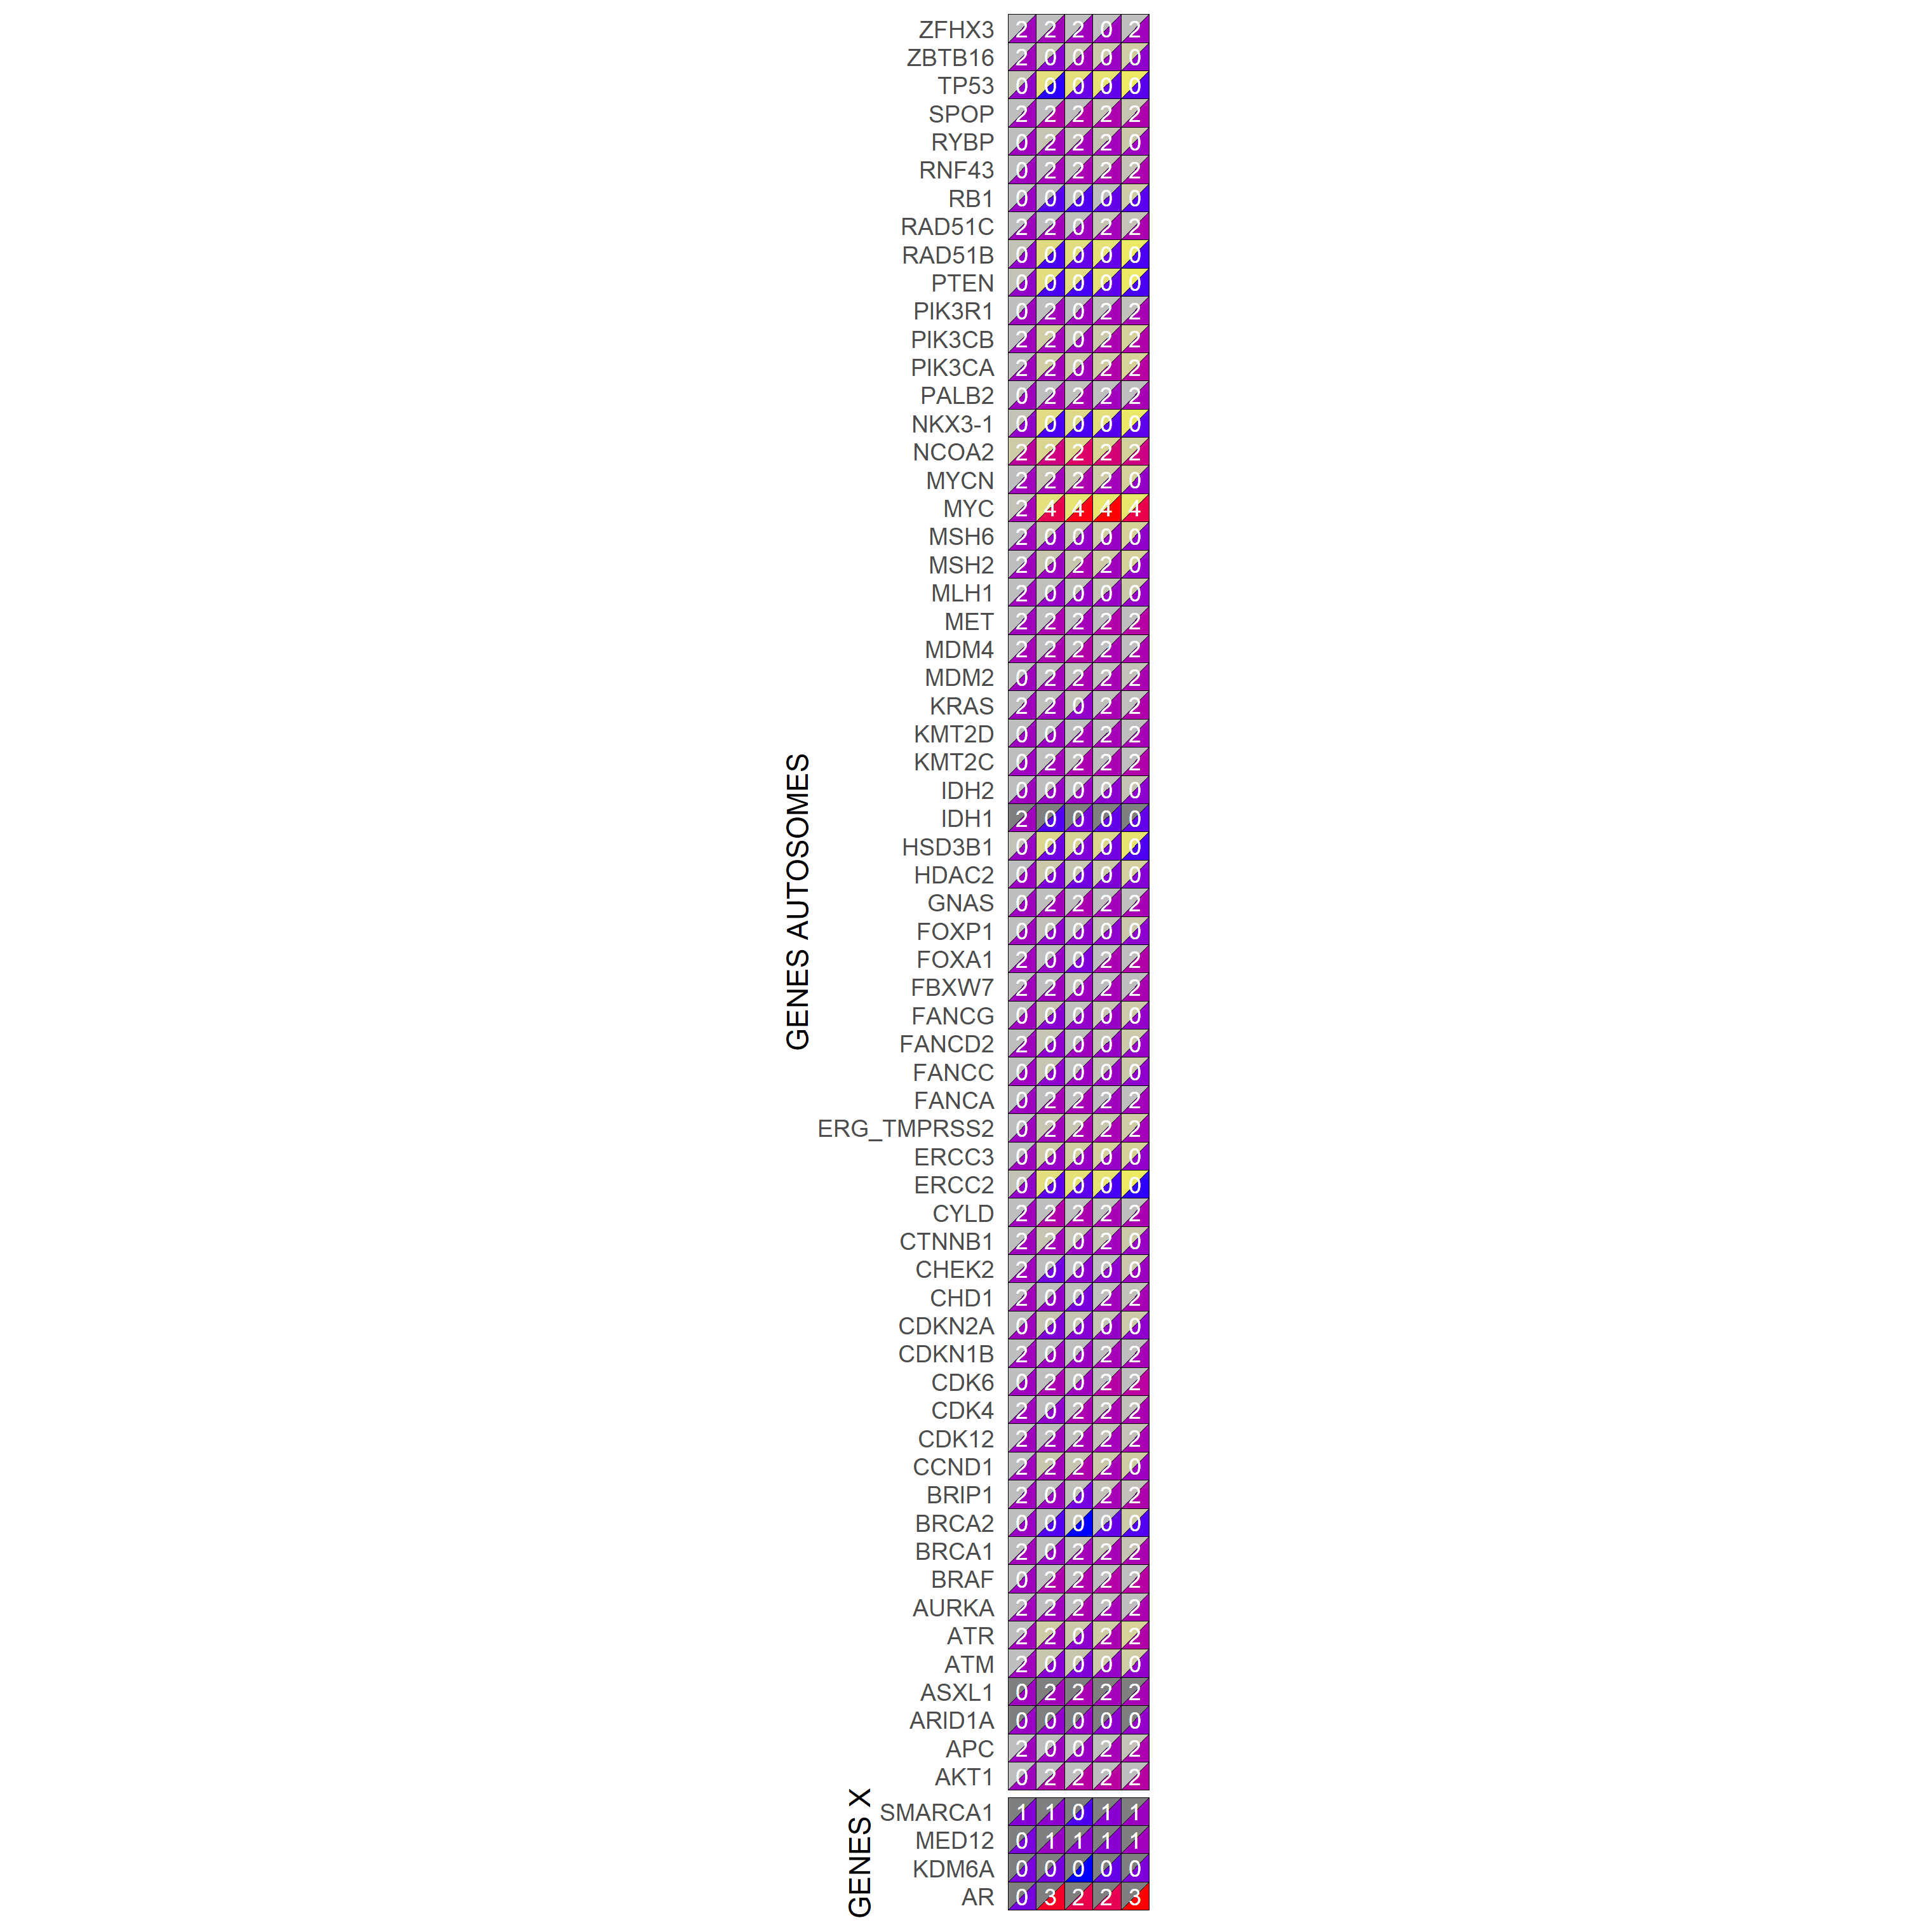 ZFHX3 2 2 2 0 2
ZBTB16 2 0 0 0 0
TP53 0 0 0 0 0
SPOP 2 2 2 2 2
RYBP 0 2 2 2 0
RNF43 0 2 2 2 2
RB1 0 0 0 0 0
RAD51C 2 2 0 2 2
RAD51B 0 0 0 0 0
PTEN 0 0 0 0 0
PIK3R1 0 2 0 2 2
PIK3CB 2 2 0 2 2
PIK3CA 2 2 0 2 2
PALB2 0 2 2 2 2
NKX3-1 0 0 0 0 0
NCOA2 2 2 2 2 2
MYCN 2 2 2 2 0
MYC 2 4 4 4 4
MSH6 2 0 0 0 0
MSH2 2 0 2 2 0
MLH1 2 0 0 0 0
MET 2 2 2 2 2
MDM4 2 2 2 2 2
MDM2 0 2 2 2 2
KRAS 2 2 0 2 2
KMT2D 0 0 2 2 2
KMT2C 0 2 2 2 2
IDH2 0 0 0 0 0
IDH1 2 0 0 0 0
HSD3B1 0 0 0 0 0
HDAC2 0 0 0 0 0
GNAS 0 2 2 2 2
FOXP1 0 0 0 0 0
FOXA1 2 0 0 2 2
FBXW7 2 2 0 2 2
FANCG 0 0 0 0 0
FANCD2 2 0 0 0 0
FANCC 0 0 0 0 0
FANCA 0 2 2 2 2
ERG_TMPRSS2 0 2 2 2 2
ERCC3 0 0 0 0 0
ERCC2 0 0 0 0 0
CYLD 2 2 2 2 2
CTNNB1 2 2 0 2 0
CHEK2 2 0 0 0 0
CHD1 2 0 0 2 2
CDKN2A 0 0 0 0 0
CDKN1B 2 0 0 2 2
CDK6 0 2 0 2 2
CDK4 2 0 2 2 2
CDK12 2 2 2 2 2
CCND1 2 2 2 2 0
BRIP1 2 0 0 2 2
BRCA2 0 0 0 0 0
BRCA1 2 0 2 2 2
BRAF 0 2 2 2 2
AURKA 2 2 2 2 2
ATR 2 2 0 2 2
ATM 2 0 0 0 0
ASXL1 0 2 2 2 2
ARID1A 0 0 0 0 0
APC 2 0 0 2 2
AKT1 0 2 2 2 2
GENES AUTOSOMES
SMARCA1 1 1 0 1 1
MED12 0 1 1 1 1
KDM6A 0 0 0 0 0
AR 0 3 2 2 3
GENES X